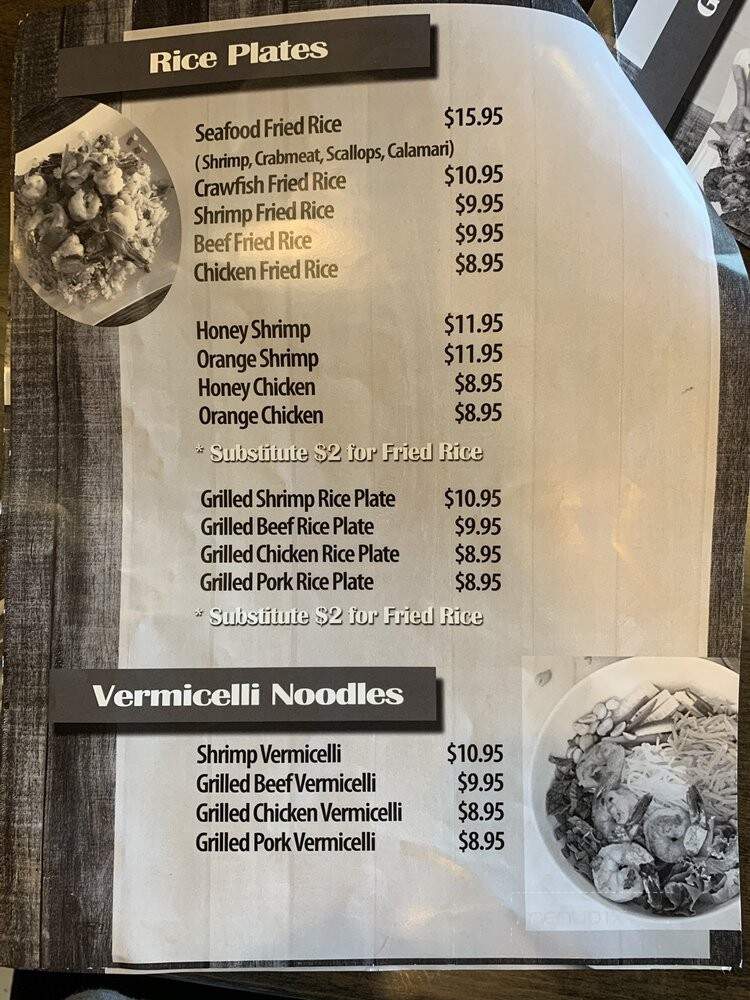 Rice Plates
Seafood Fried Rice $15.95
( Shrimp, Crabmeat, Scallops, Calamari)
Crawfish Fried Rice $10.95
Shrimp Fried Rice $9.95
Beef Fried Rice $9.95
Chicken Fried Rice $8.95
Honey Shrimp $11.95
Orange Shrimp $11.95
Honey Chicken $8.95
Orange Chicken $8.95
* Substitute $2 for Fried Rice
Grilled Shrimp Rice Plate $10.95
Grilled Beef Rice Plate $9.95
Grilled Chicken Rice Plate $8.95
Grilled Pork Rice Plate $8.95
* Substitute $2 for Fried Rice
Vermicelli Noodles
Shrimp Vermicelli $10.95
Grilled Beef Vermicelli $9.95
Grilled Chicken Vermicelli $8.95
Grilled Pork Vermicelli $8.95